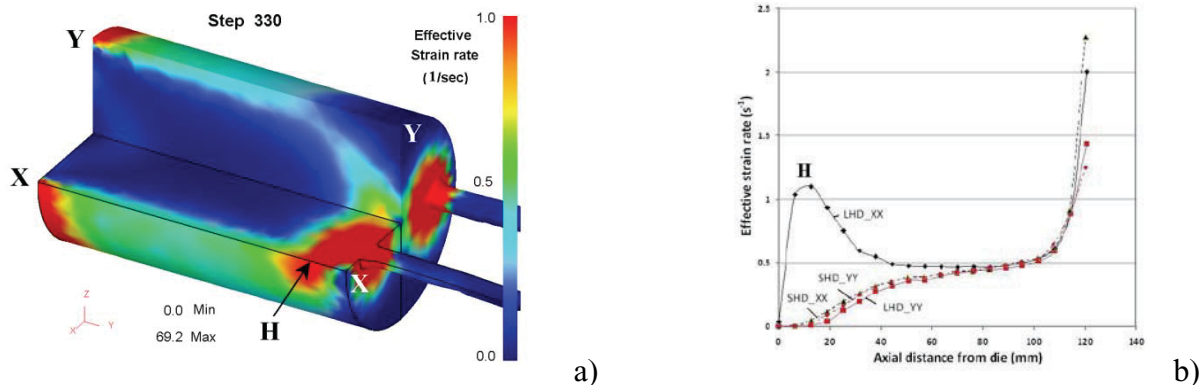 Step 330
Y
X
Y
X
H
Effective
Strain rate
(1/sec)
1.0
0.5
0.0
Z
X
Y
0.0 Min
69.2 Max
a)
Effective strain rate (s⁻¹)
2.5
2
1.5
1
0.5
0
H
LHD_XX
SHD_YY
SHD_XX
LHD_YY
0 20 40 60 80 100 120 140
Axial distance from die (mm)
b)